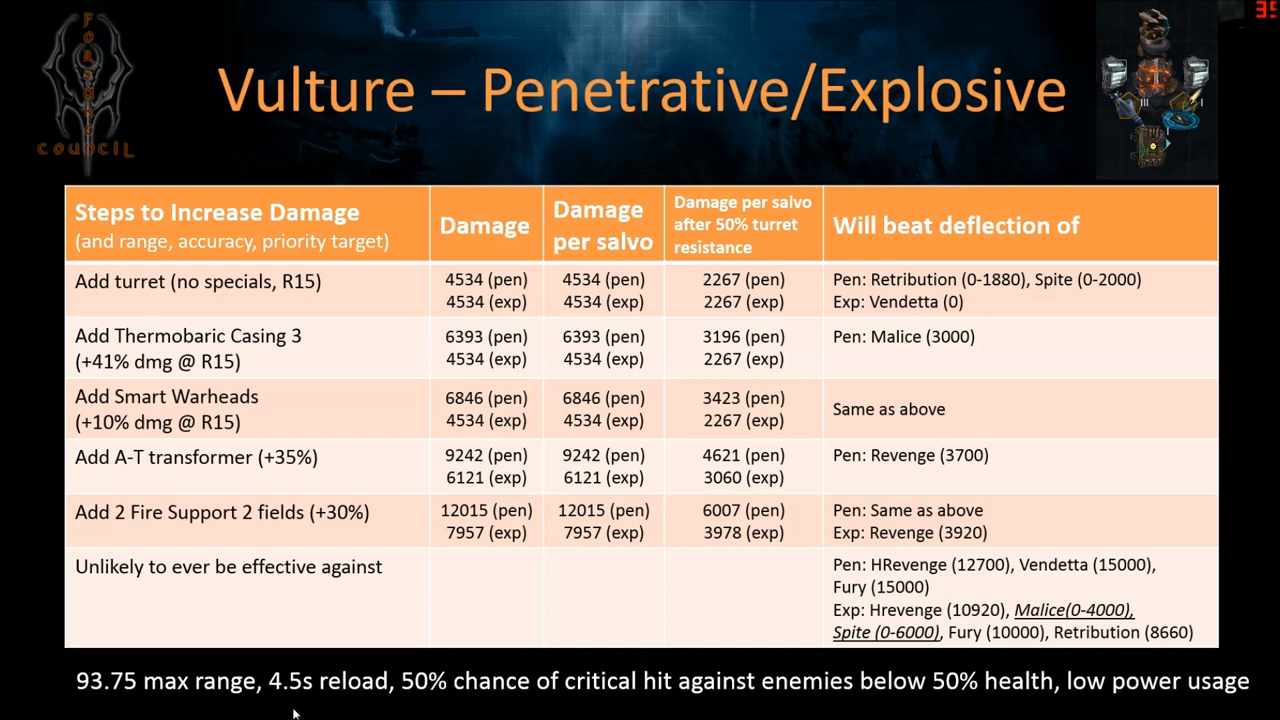 FORSAKEN
COUNCIL
Vulture – Penetrative/Explosive
39
III
I
I
Steps to Increase Damage
(and range, accuracy, priority target)
Damage
Damage
per salvo
Damage per salvo
after 50% turret
resistance
Will beat deflection of
Add turret (no specials, R15)
4534 (pen)
4534 (exp)
4534 (pen)
4534 (exp)
2267 (pen)
2267 (exp)
Pen: Retribution (0-1880), Spite (0-2000)
Exp: Vendetta (0)
Add Thermobaric Casing 3
(+41% dmg @ R15)
6393 (pen)
4534 (exp)
6393 (pen)
4534 (exp)
3196 (pen)
2267 (exp)
Pen: Malice (3000)
Add Smart Warheads
(+10% dmg @ R15)
6846 (pen)
4534 (exp)
6846 (pen)
4534 (exp)
3423 (pen)
2267 (exp)
Same as above
Add A-T transformer (+35%)
9242 (pen)
6121 (exp)
9242 (pen)
6121 (exp)
4621 (pen)
3060 (exp)
Pen: Revenge (3700)
Add 2 Fire Support 2 fields (+30%)
12015 (pen)
7957 (exp)
12015 (pen)
7957 (exp)
6007 (pen)
3978 (exp)
Pen: Same as above
Exp: Revenge (3920)
Unlikely to ever be effective against
Pen: HRevenge (12700), Vendetta (15000),
Fury (15000)
Exp: Hrevenge (10920), Malice(0-4000),
Spite (0-6000), Fury (10000), Retribution (8660)
93.75 max range, 4.5s reload, 50% chance of critical hit against enemies below 50% health, low power usage